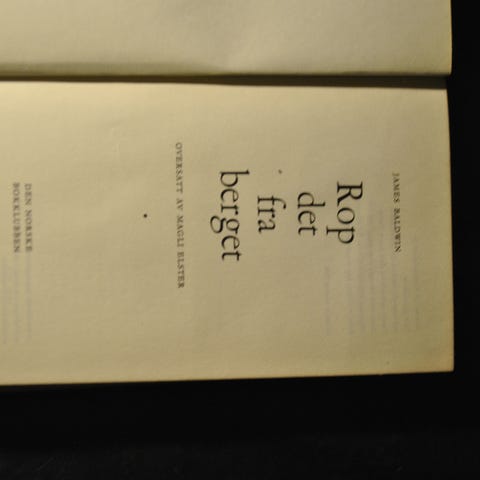 JAMES BALDWIN
Rop
det
fra
berget
OVERSATT AV MAGLI ELSTER
DEN NORSKE
BOKKLUBBEN